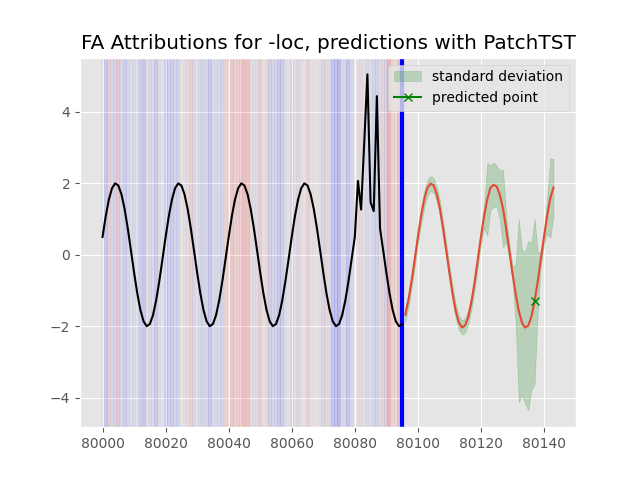 FA Attributions for -loc, predictions with PatchTST
standard deviation
predicted point
4
2
0
−2
−4
80000 80020 80040 80060 80080 80100 80120 80140